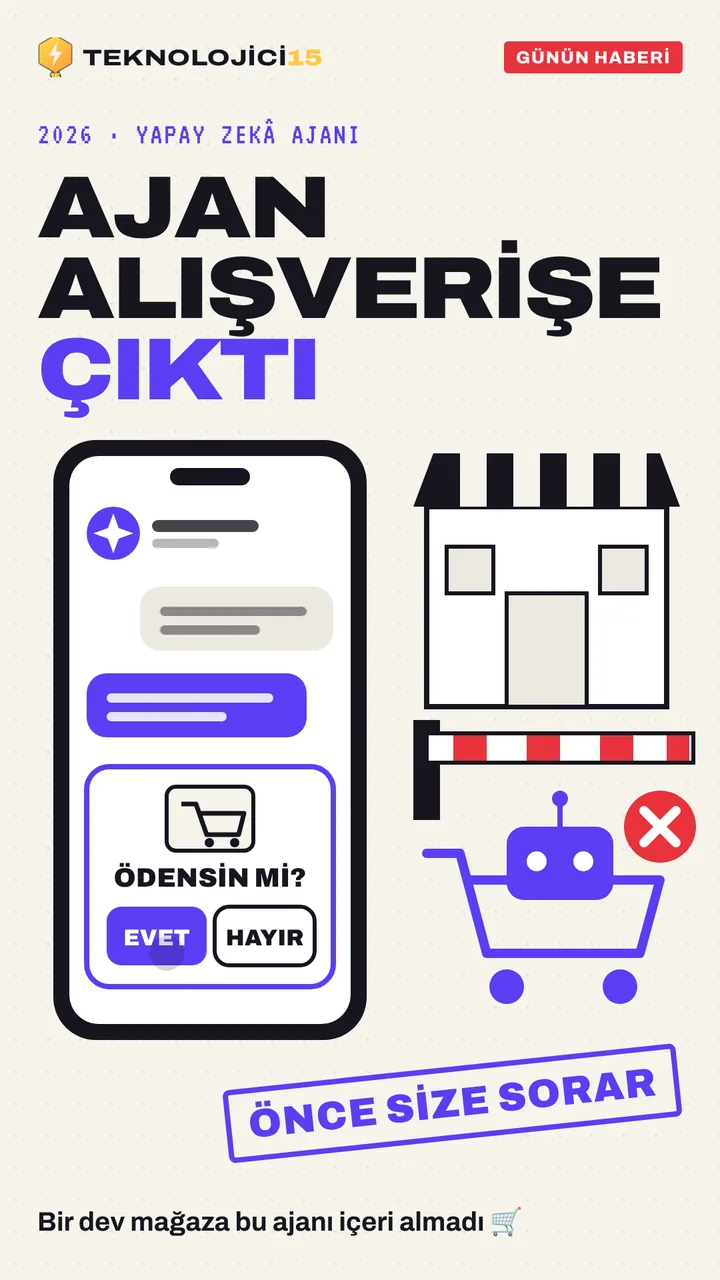 TEKNOLOJİCİ15
GÜNÜN HABERİ
2026 · YAPAY ZEKÂ AJANI
AJAN
ALIŞVERİŞE
ÇIKTI
ÖDENSİN Mİ?
EVET
HAYIR
ÖNCE SİZE SORAR
Bir dev mağaza bu ajanı içeri almadı 🛒